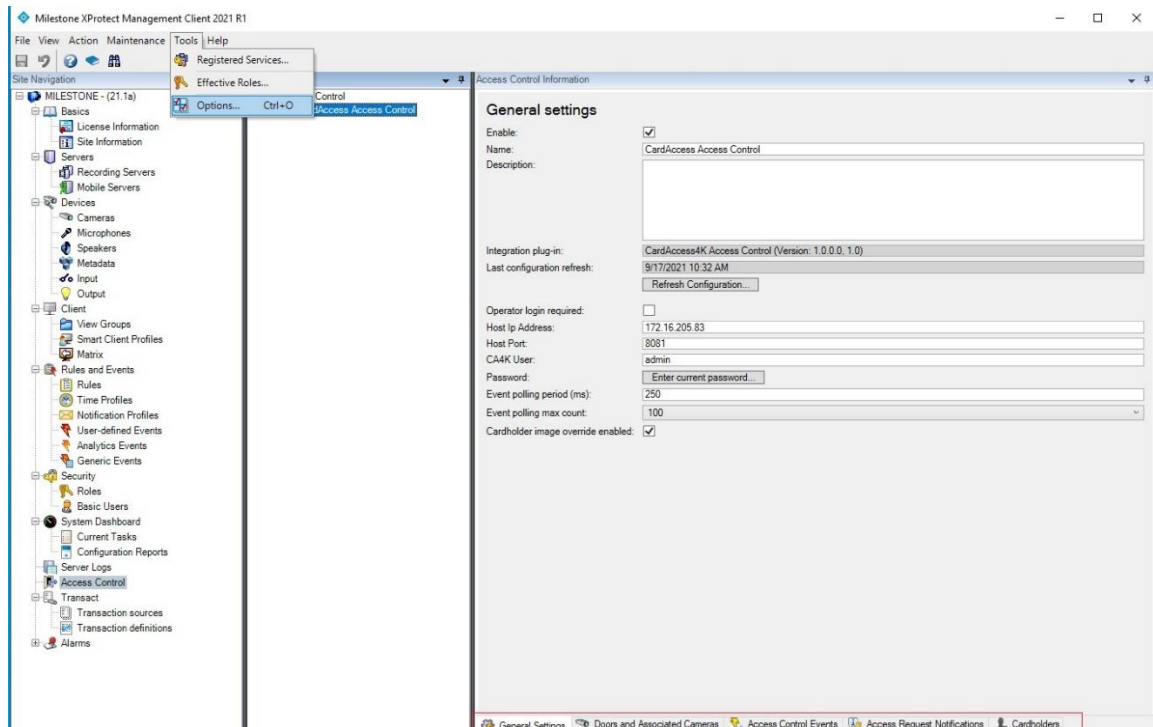 Milestone XProtect Management Client 2021 R1
File View Action Maintenance Tools Help
Registered Services...
Effective Roles...
Options... Ctrl+O
Site Navigation
MILESTONE - (21.1a)
Basics
License Information
Site Information
Servers
Recording Servers
Mobile Servers
Devices
Cameras
Microphones
Speakers
Metadata
Input
Output
Client
View Groups
Smart Client Profiles
Matrix
Rules and Events
Rules
Time Profiles
Notification Profiles
User-defined Events
Analytics Events
Generic Events
Security
Roles
Basic Users
System Dashboard
Current Tasks
Configuration Reports
Server Logs
Access Control
Transact
Transaction sources
Transaction definitions
Alarms
Control
Access Access Control
Access Control Information
General settings
Enable:
Name: CardAccess Access Control
Description:
Integration plug-in: CardAccess4K Access Control (Version: 1.0.0.0, 1.0)
Last configuration refresh: 9/17/2021 10:32 AM
Refresh Configuration...
Operator login required:
Host Ip Address: 172.16.205.83
Host Port: 8081
CA4K User: admin
Password: Enter current password...
Event polling period (ms): 250
Event polling max count: 100
Cardholder image override enabled:
General Settings Doors and Associated Cameras Access Control Events Access Request Notifications Cardholders